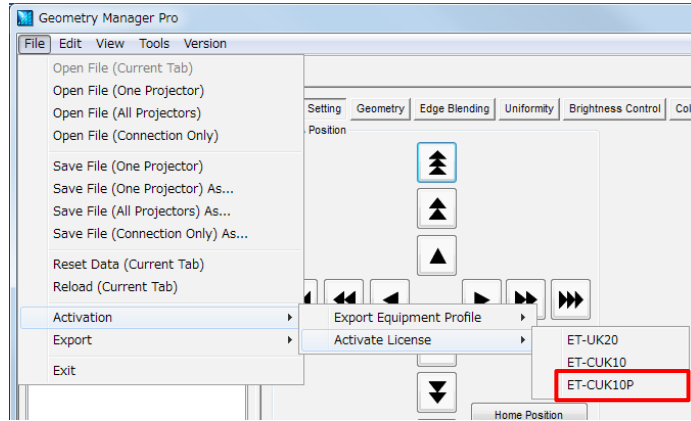 Geometry Manager Pro
File Edit View Tools Version
Open File (Current Tab)
Open File (One Projector)
Open File (All Projectors)
Open File (Connection Only)
Save File (One Projector)
Save File (One Projector) As...
Save File (All Projectors) As...
Save File (Connection Only) As...
Reset Data (Current Tab)
Reload (Current Tab)
Activation
Export
Exit
Setting Geometry Edge Blending Uniformity Brightness Control Col
Position
Export Equipment Profile
Activate License
ET-UK20
ET-CUK10
ET-CUK10P
Home Position